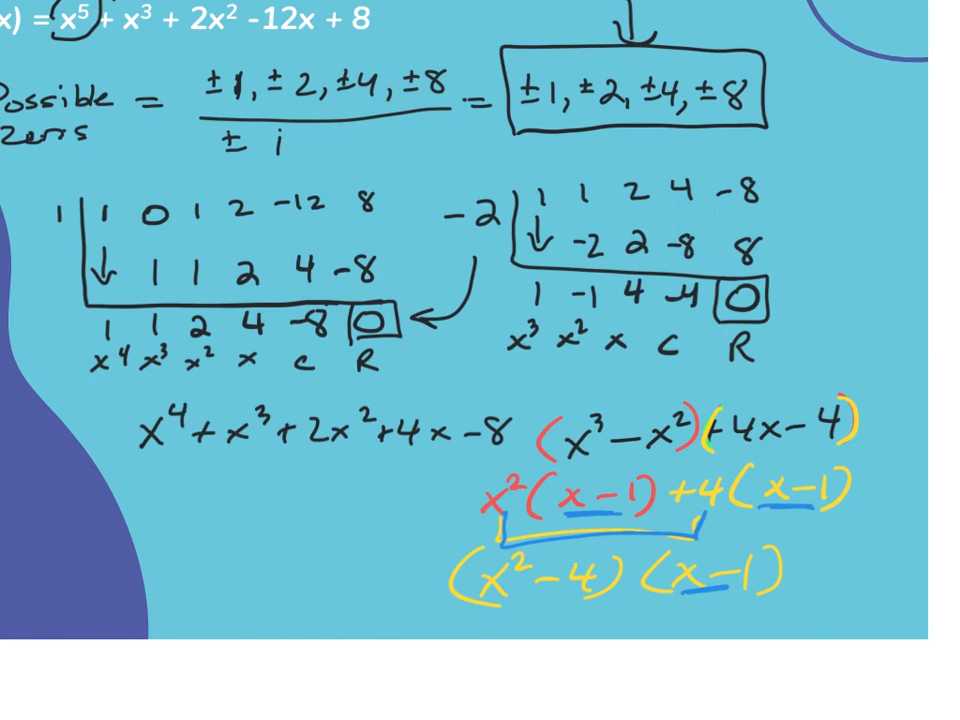 x) = x⁵ + x³ + 2x² -12x + 8
Possible zeros = ±1, ±2, ±4, ±8 / ± i = ±1, ±2, ±4, ±8
1 | 1 0 1 2 -12 8
↓ 1 1 2 4 -8
1 1 2 4 -8 0
x⁴ x³ x² x C R
-2 | 1 1 2 4 -8
↓ -2 2 -8 8
1 -1 4 -4 0
x³ x² x C R
x⁴ + x³ + 2x² + 4x - 8
(x³ - x²)(+4x - 4)
x²(x - 1) + 4(x - 1)
(x² - 4)(x - 1)